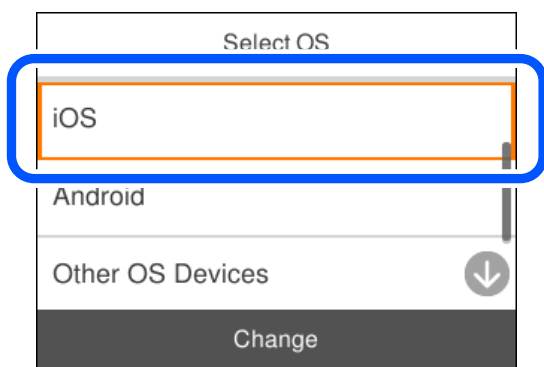 Select OS
iOS
Android
Other OS Devices
Change